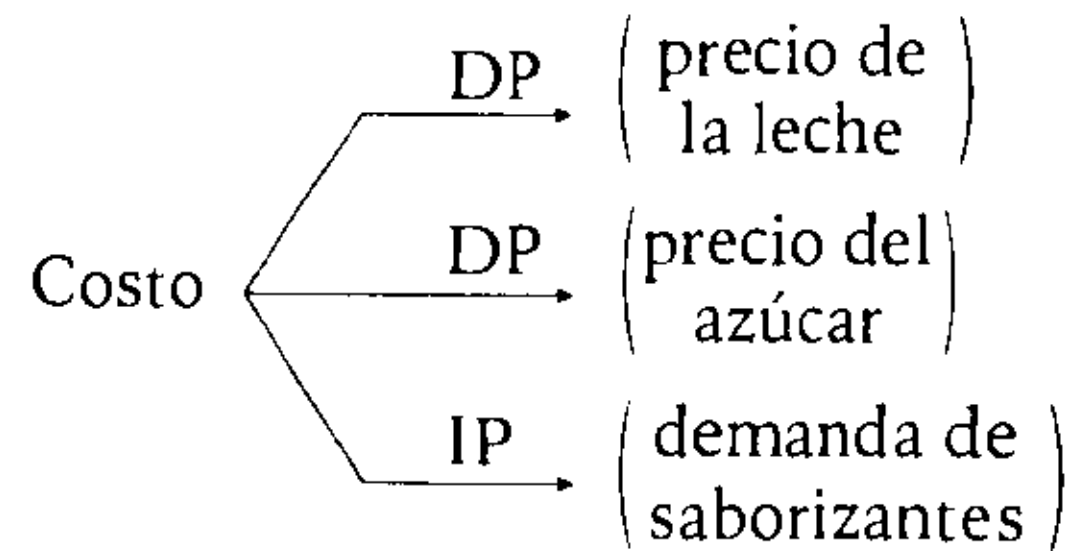 DP
precio de
la leche
Costo
DP
precio del
azúcar
IP
demanda de
saborizantes